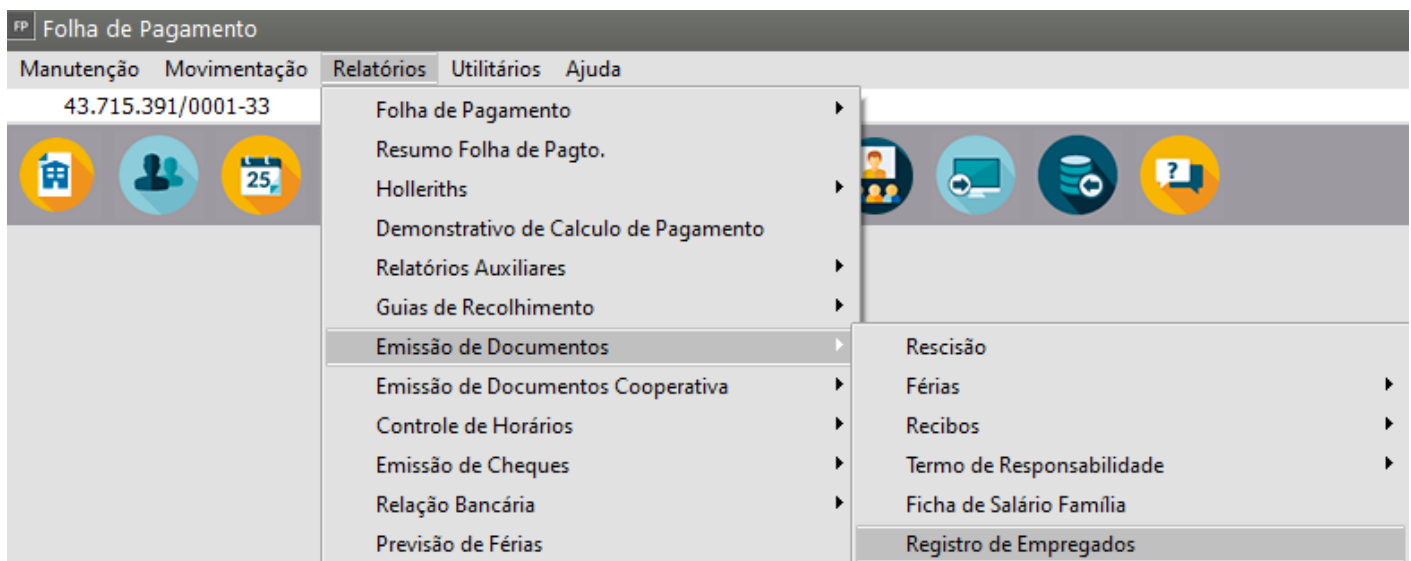 FP Folha de Pagamento
Manutenção Movimentação Relatórios Utilitários Ajuda
43.715.391/0001-33
25
?
Folha de Pagamento
Resumo Folha de Pagto.
Holleriths
Demonstrativo de Calculo de Pagamento
Relatórios Auxiliares
Guias de Recolhimento
Emissão de Documentos
Emissão de Documentos Cooperativa
Controle de Horários
Emissão de Cheques
Relação Bancária
Previsão de Férias
Rescisão
Férias
Recibos
Termo de Responsabilidade
Ficha de Salário Família
Registro de Empregados